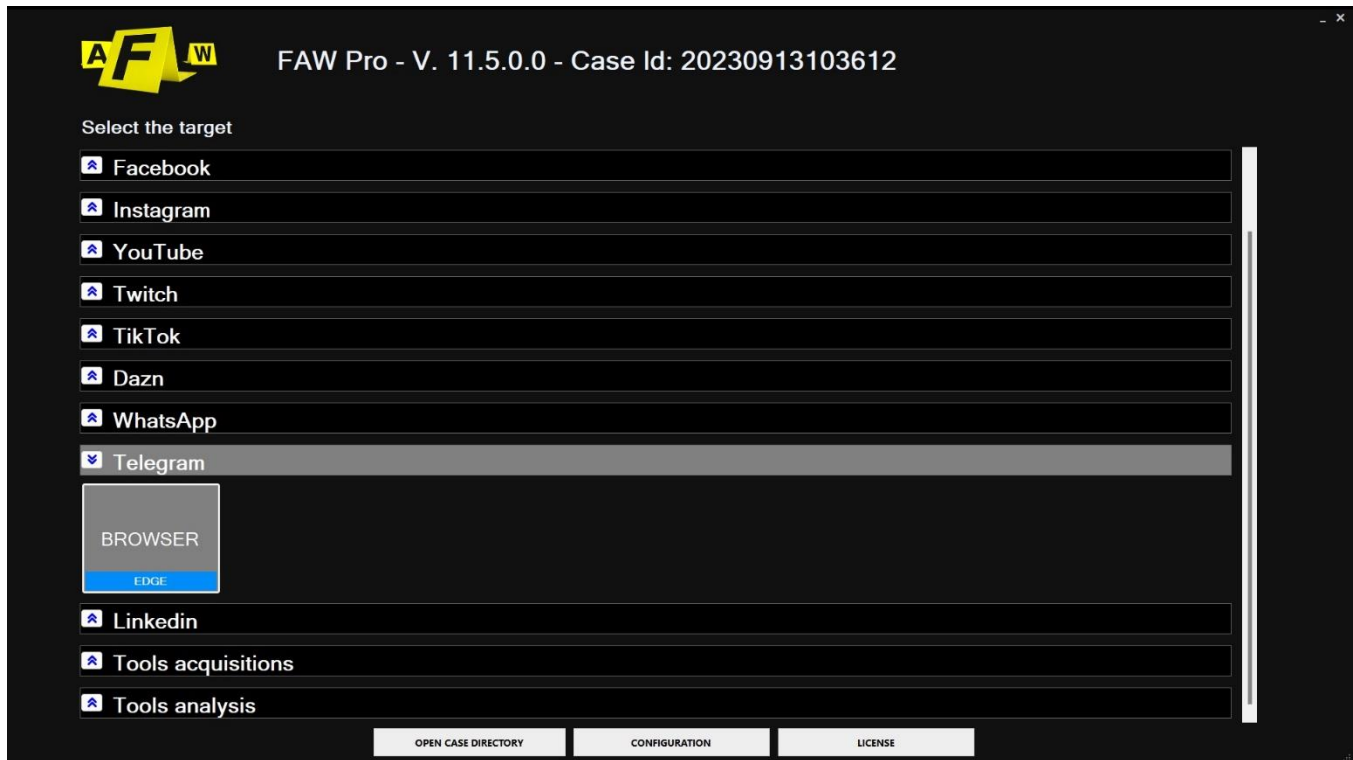 A F W
FAW Pro - V. 11.5.0.0 - Case Id: 20230913103612
Select the target
Facebook
Instagram
YouTube
Twitch
TikTok
Dazn
WhatsApp
Telegram
BROWSER
EDGE
Linkedin
Tools acquisitions
Tools analysis
OPEN CASE DIRECTORY CONFIGURATION LICENSE